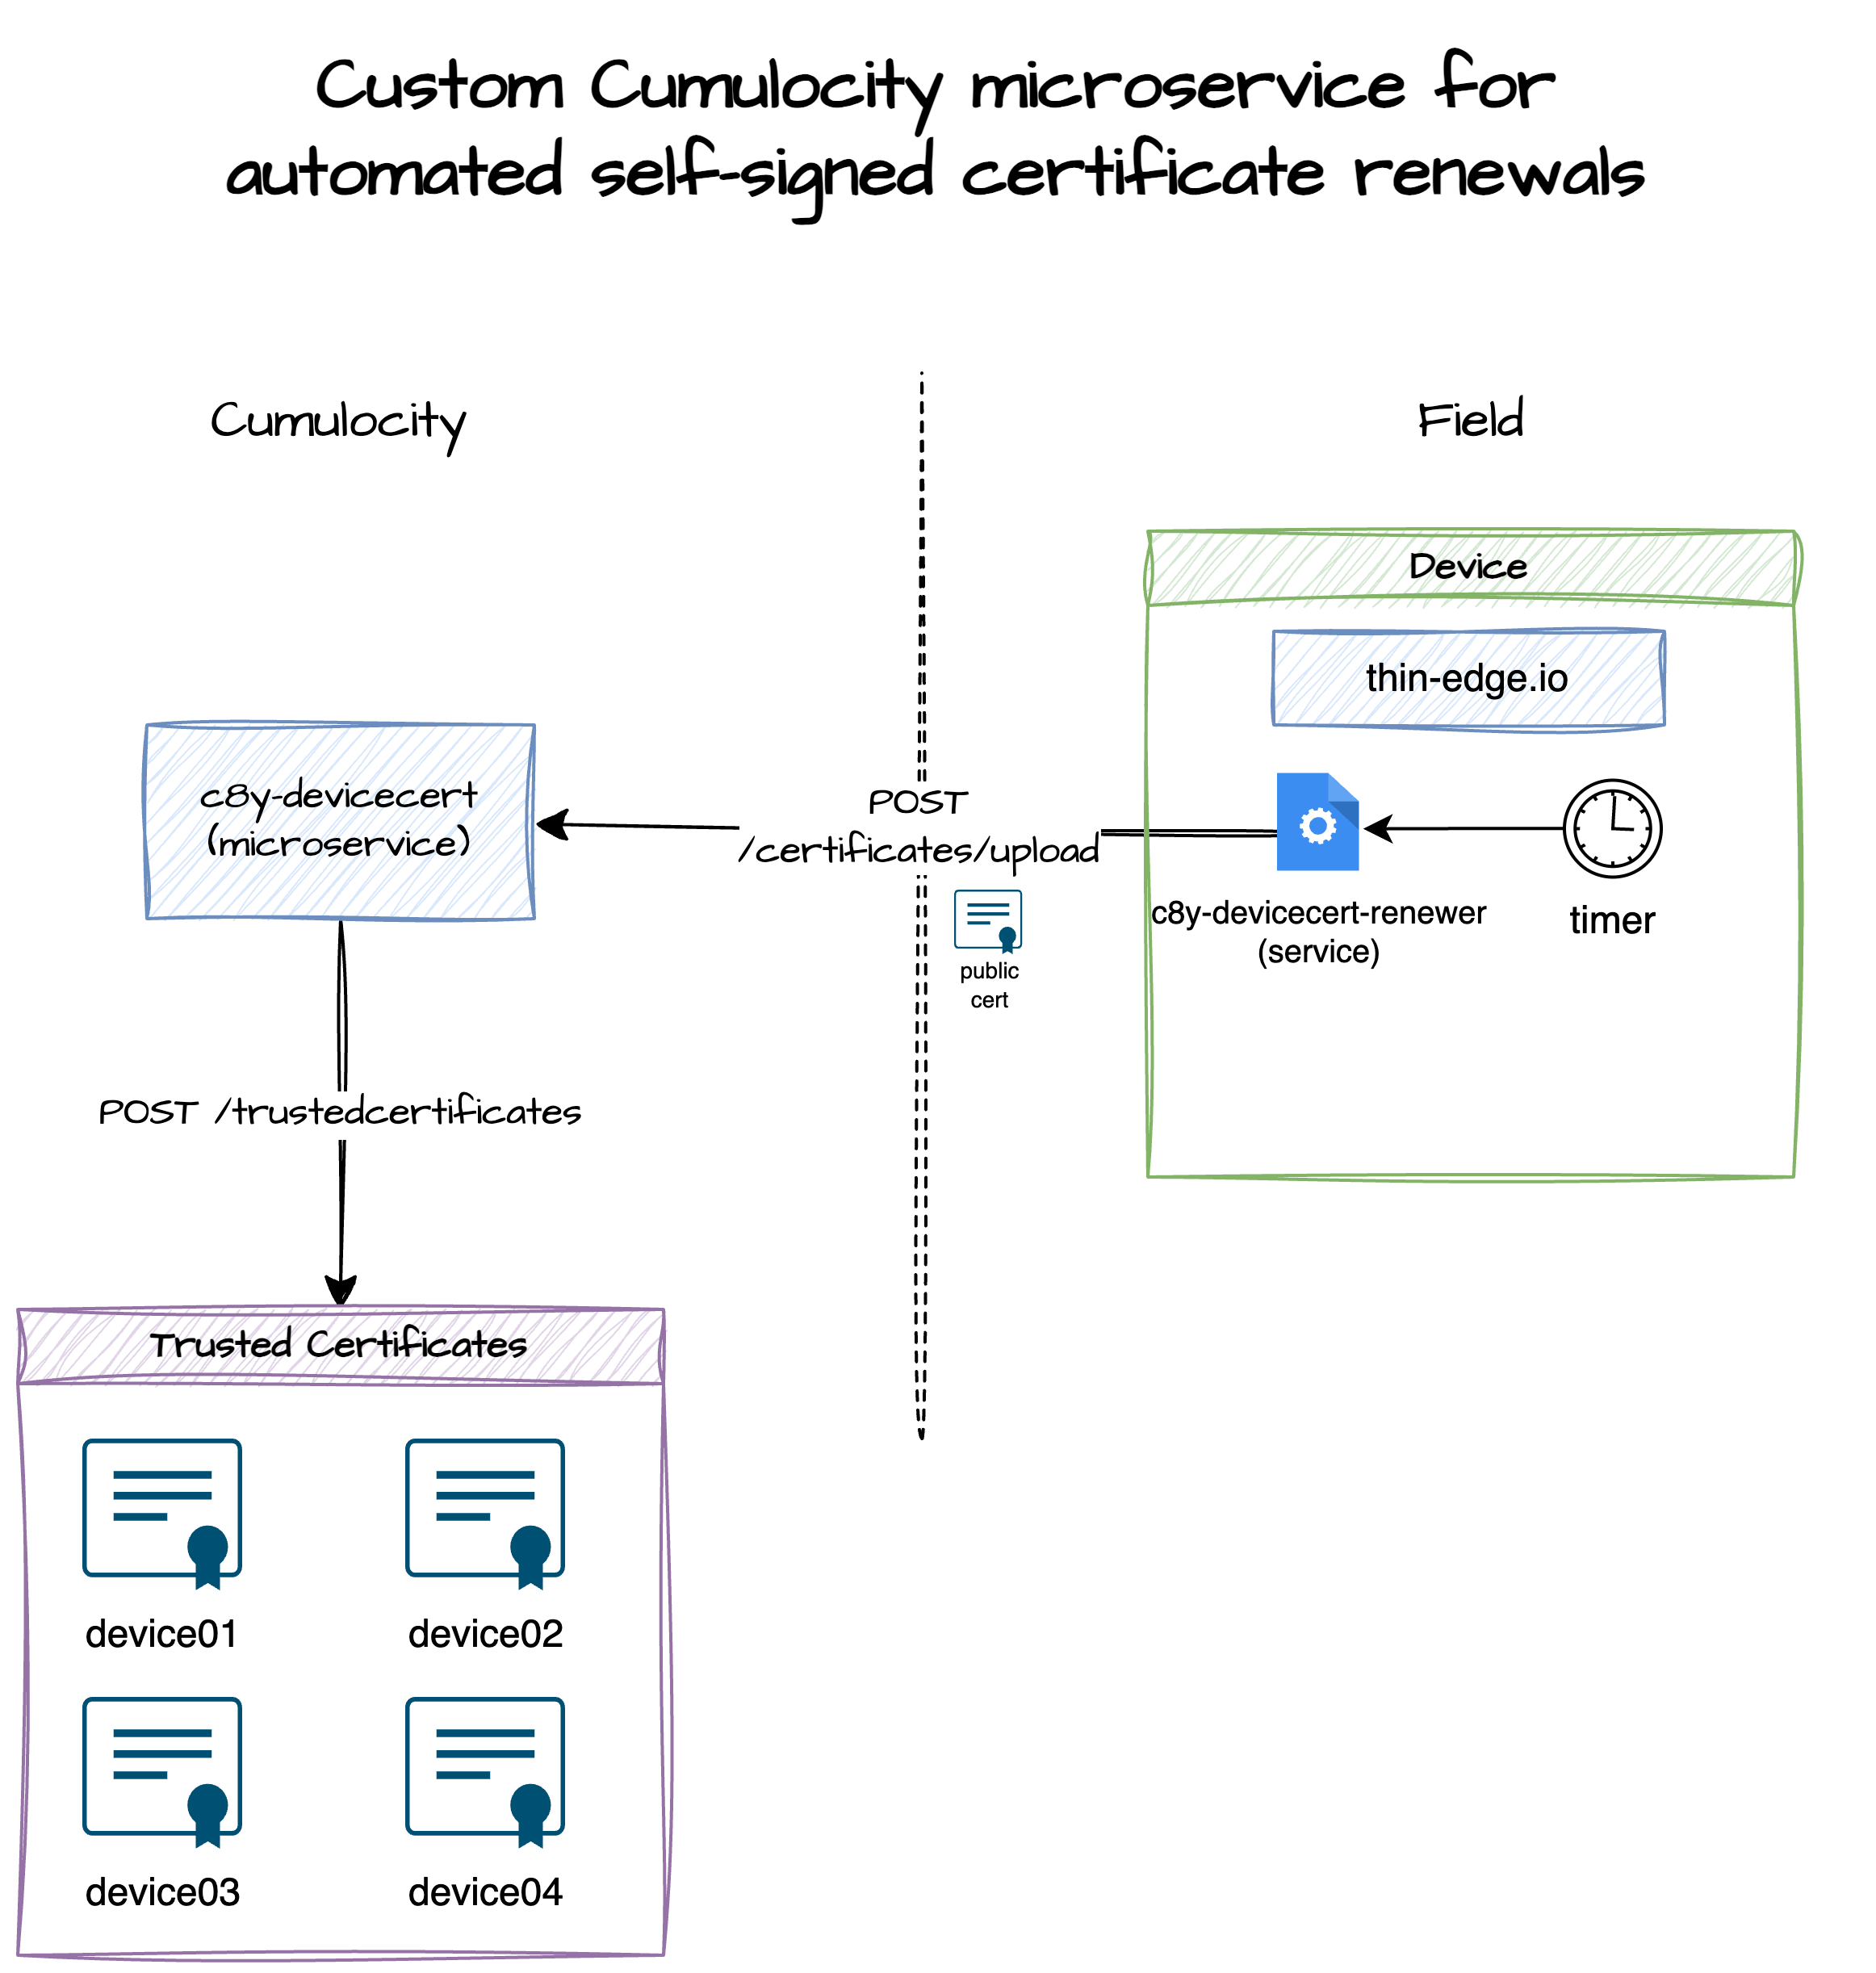 Custom Cumulocity microservice for
automated self-signed certificate renewals
Cumulocity
Field
Device
thin-edge.io
c8y-devicecert
(microservice)
POST
/certificates/upload
public
cert
c8y-devicecert-renewer
(service)
timer
POST /trustedcertificates
Trusted Certificates
device01
device02
device03
device04